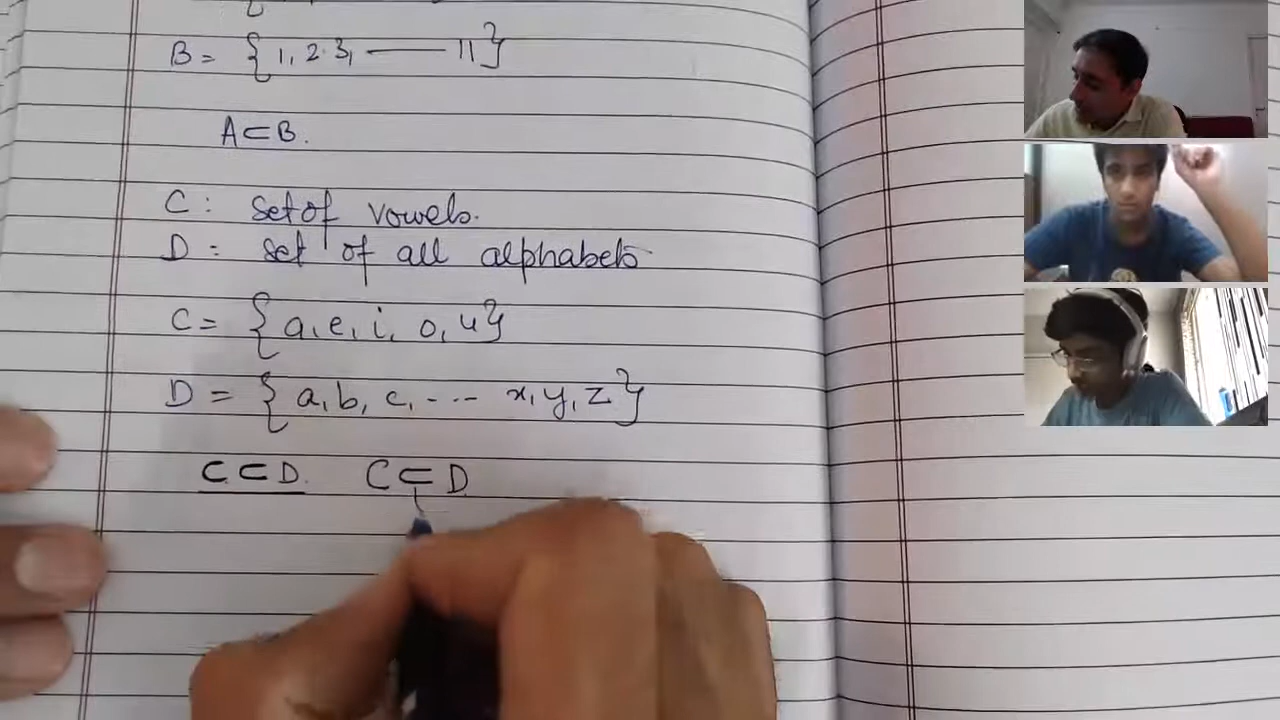 B = { 1, 2, 3, —— 11}
A ⊂ B.
C : set of vowels.
D : set of all alphabets
C = { a, e, i, o, u}
D = { a, b, c, --- x, y, z}
C ⊂ D. C ⊂ D